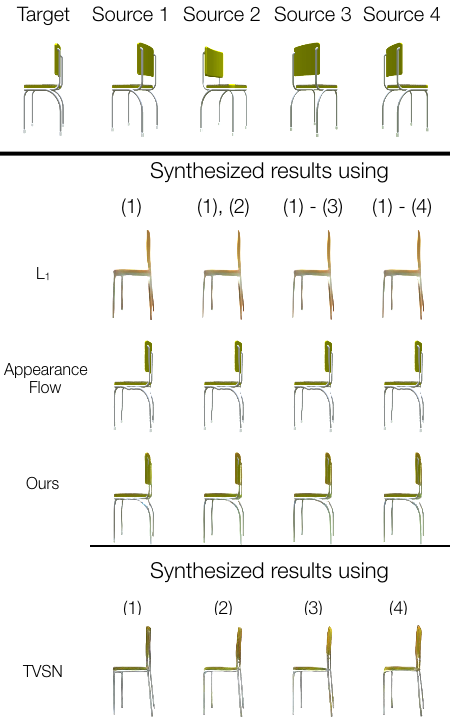 Target Source 1 Source 2 Source 3 Source 4
Synthesized results using
(1) (1), (2) (1) - (3) (1) - (4)
L₁
Appearance
Flow
Ours
Synthesized results using
(1) (2) (3) (4)
TVSN